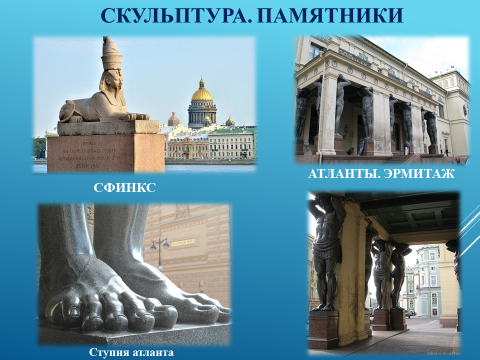 СКУЛЬПТУРА. ПАМЯТНИКИ
АТЛАНТЫ. ЭРМИТАЖ
СФИНКС
Ступня атланта